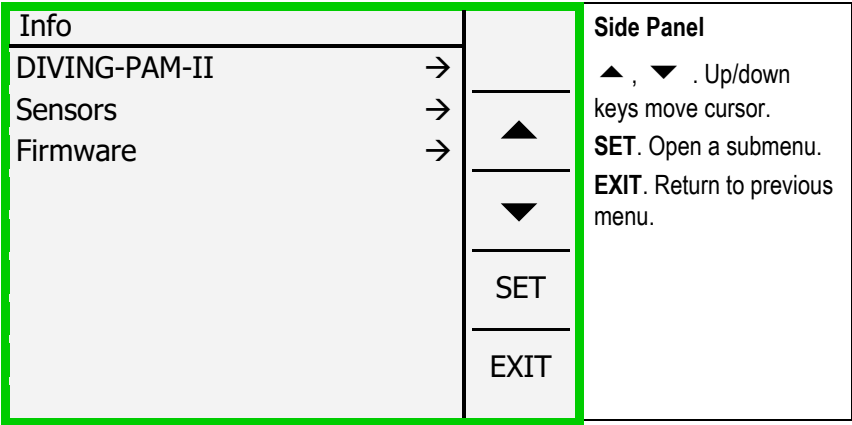 Info
DIVING-PAM-II →
Sensors →
Firmware →
▲
▼
SET
EXIT
Side Panel
▲ , ▼ . Up/down
keys move cursor.
SET. Open a submenu.
EXIT. Return to previous
menu.